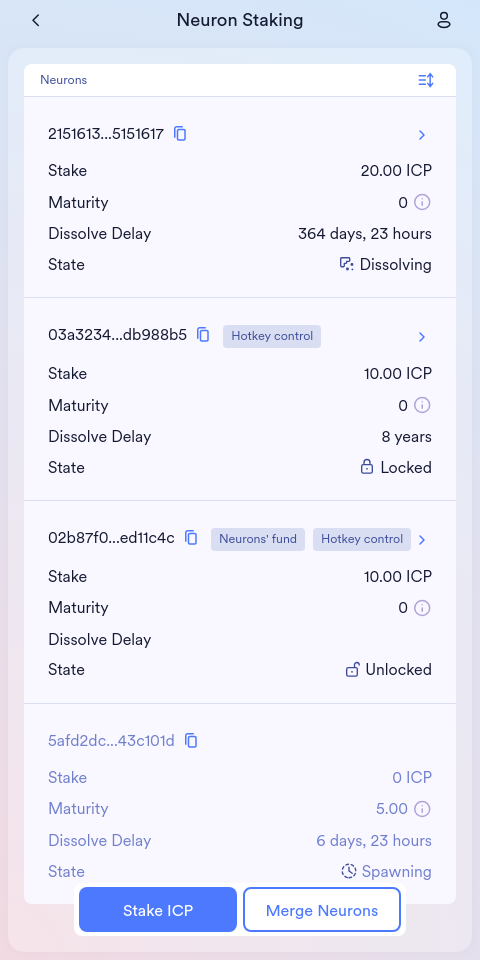 Neuron Staking
Neurons
2151613...5151617
Stake 20.00 ICP
Maturity 0
Dissolve Delay 364 days, 23 hours
State Dissolving
03a3234...db988b5 Hotkey control
Stake 10.00 ICP
Maturity 0
Dissolve Delay 8 years
State Locked
02b87f0...ed11c4c Neurons' fund Hotkey control
Stake 10.00 ICP
Maturity 0
Dissolve Delay
State Unlocked
5afd2dc...43c101d
Stake 0 ICP
Maturity 5.00
Dissolve Delay 6 days, 23 hours
State Spawning
Stake ICP Merge Neurons